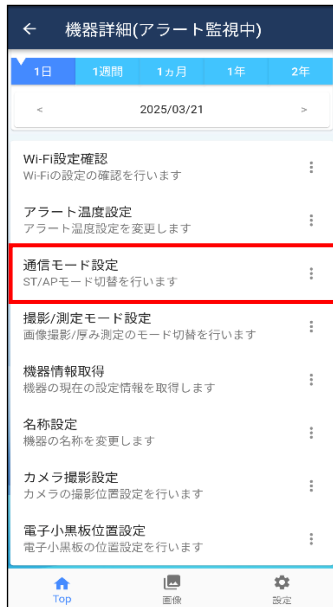 ← 機器詳細(アラート監視中)
1日 1週間 1ヵ月 1年 2年
< 2025/03/21 >
Wi-Fi設定確認
Wi-Fiの設定の確認を行います
アラート温度設定
アラート温度設定を変更します
通信モード設定
ST/APモード切替を行います
撮影/測定モード設定
画像撮影/厚み測定のモード切替を行います
機器情報取得
機器の現在の設定情報を取得します
名称設定
機器の名称を変更します
カメラ撮影設定
カメラの撮影位置設定を行います
電子小黒板位置設定
電子小黒板の位置設定を行います
Top 画像 設定